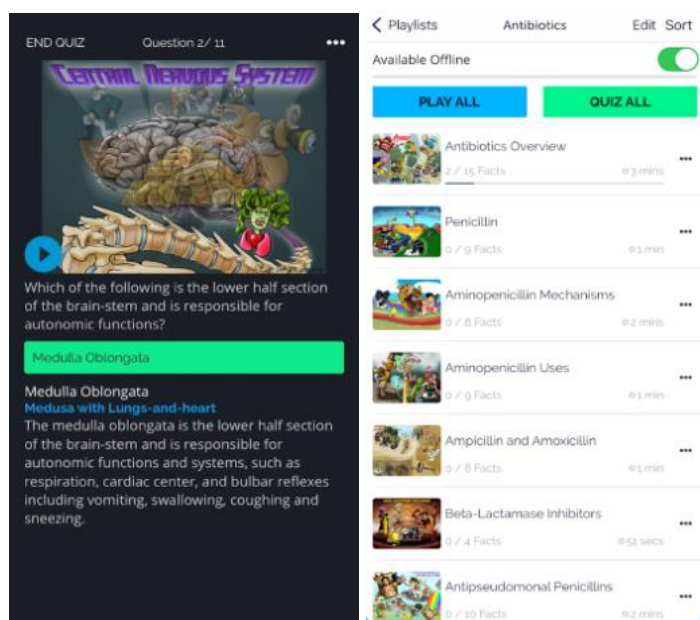 END QUIZ
Question 2/ 11
•••
CENTRAL NERVOUS SYSTEM
Which of the following is the lower half section
of the brain-stem and is responsible for
autonomic functions?
Medulla Oblongata
Medulla Oblongata
Medusa with Lungs-and-heart
The medulla oblongata is the lower half section
of the brain-stem and is responsible for
autonomic functions and systems, such as
respiration, cardiac center, and bulbar reflexes
including vomiting, swallowing, coughing and
sneezing.
Playlists
Antibiotics
Edit Sort
Available Offline
PLAY ALL
QUIZ ALL
Antibiotics Overview
2 / 15 Facts
3 mins
Penicillin
0 / 9 Facts
1 min
Aminopenicillin Mechanisms
0 / 8 Facts
2 mins
Aminopenicillin Uses
0 / 9 Facts
1 min
Ampicillin and Amoxicillin
0 / 8 Facts
1 min
Beta-Lactamase Inhibitors
0 / 4 Facts
51 secs
Antipseudomonal Penicillins
0 / 10 Facts
2 mins